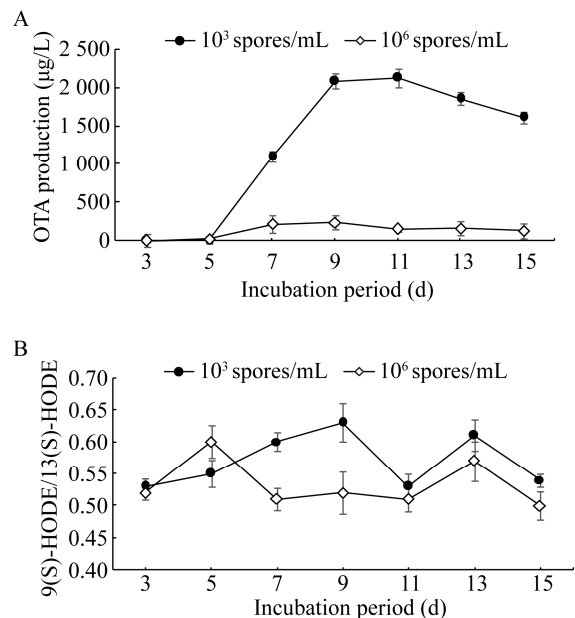 A
10³ spores/mL 10⁶ spores/mL
OTA production (μg/L)
2 500
2 000
1 500
1 000
500
0
3 5 7 9 11 13 15
Incubation period (d)
B
10³ spores/mL 10⁶ spores/mL
9(S)-HODE/13(S)-HODE
0.70
0.65
0.60
0.55
0.50
0.45
0.40
3 5 7 9 11 13 15
Incubation period (d)